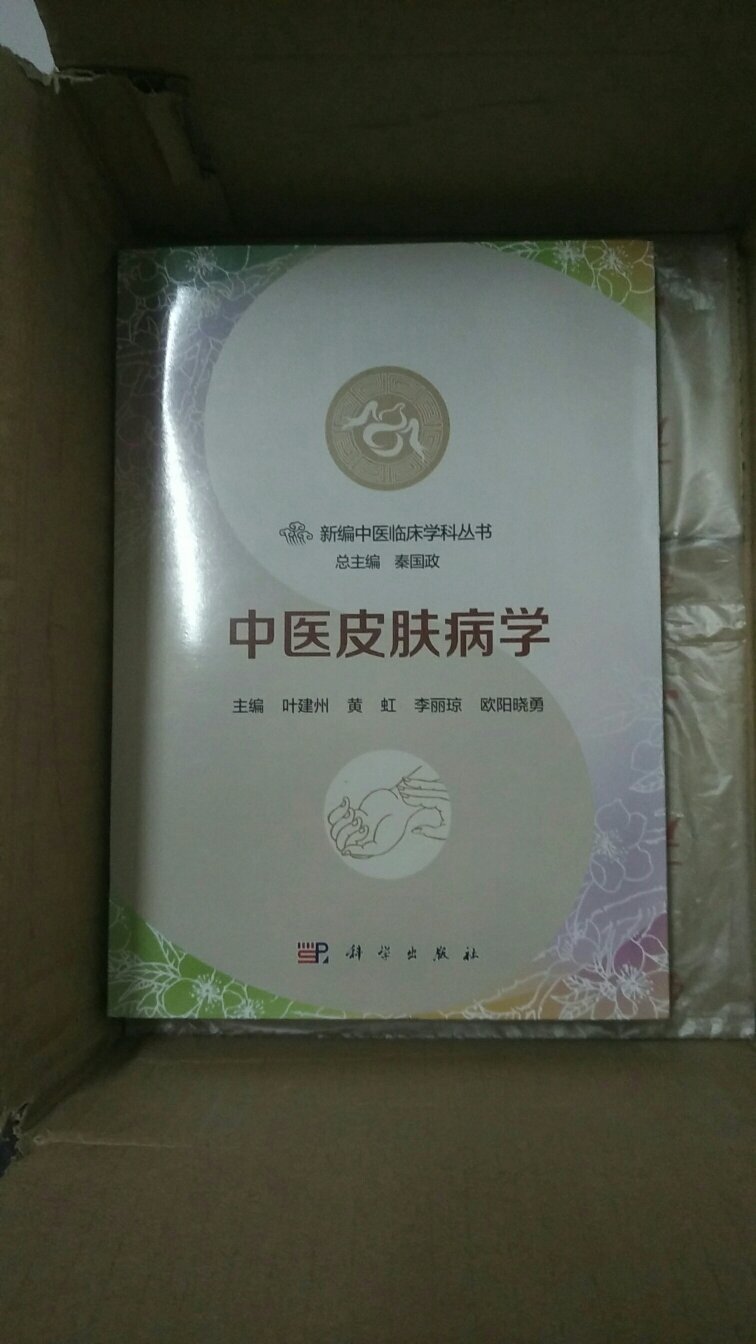 新编中医临床学科丛书
总主编 秦国政
中医皮肤病学
主编 叶建州 黄 虹 李丽琼 欧阳晓勇
科学出版社